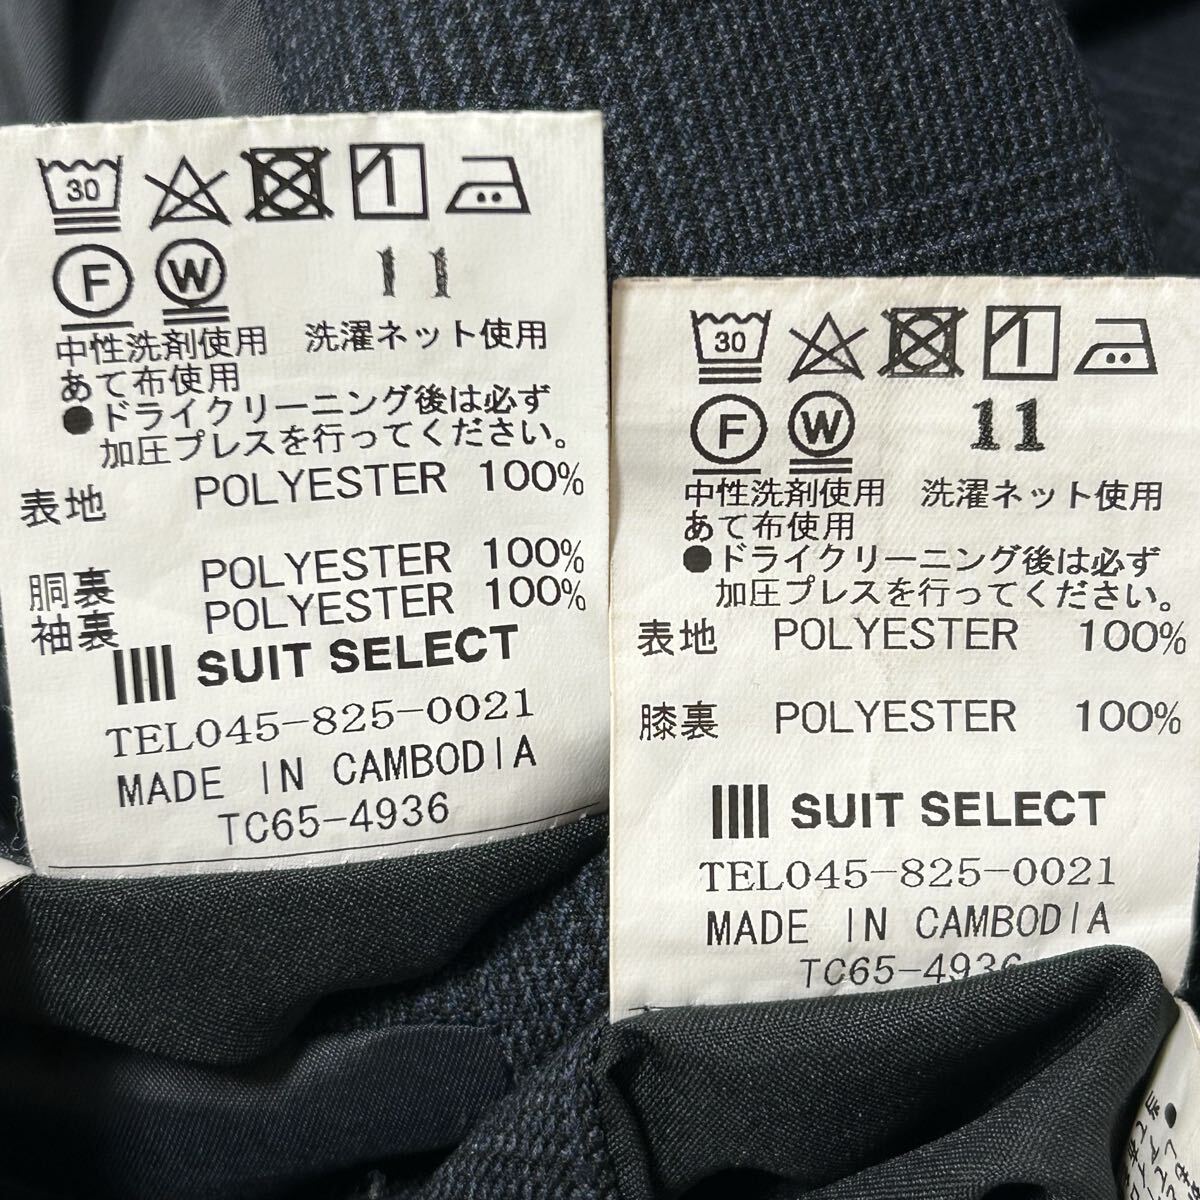 30
F W 11
中性洗剤使用 洗濯ネット使用
あて布使用
●ドライクリーニング後は必ず
加圧プレスを行ってください。
表地 POLYESTER 100%
胴裏 POLYESTER 100%
袖裏 POLYESTER 100%
SUIT SELECT
TEL045-825-0021
MADE IN CAMBODIA
TC65-4936
30
F W 11
中性洗剤使用 洗濯ネット使用
あて布使用
●ドライクリーニング後は必ず
加圧プレスを行ってください。
表地 POLYESTER 100%
膝裏 POLYESTER 100%
SUIT SELECT
TEL045-825-0021
MADE IN CAMBODIA
TC65-4936